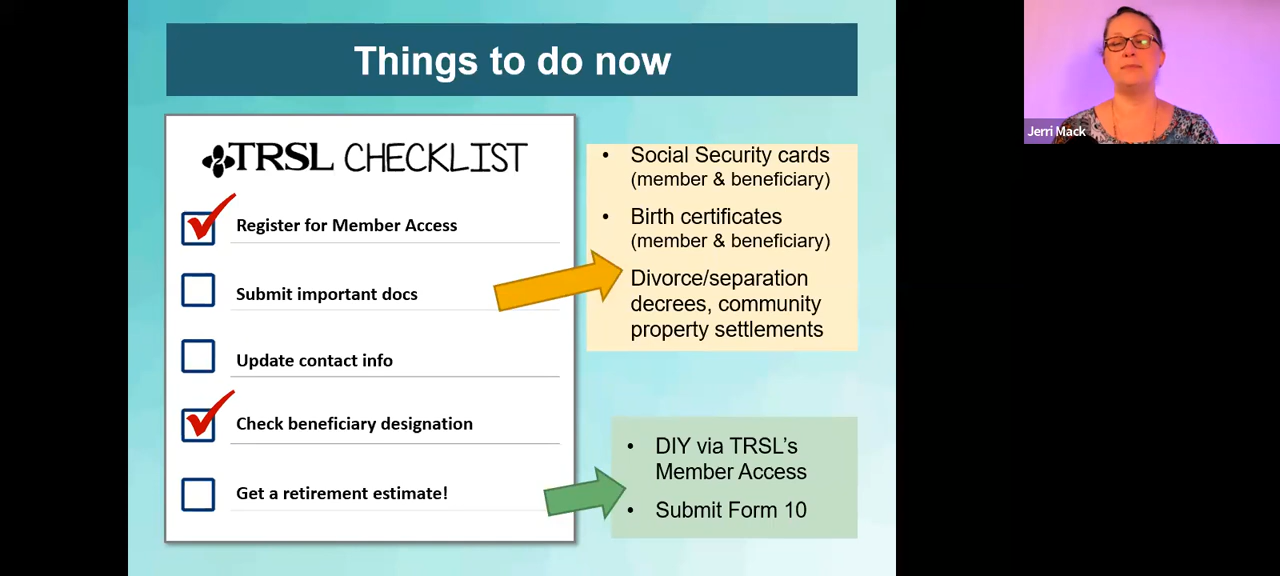 Things to do now
TRSL CHECKLIST
Register for Member Access
Submit important docs
Update contact info
Check beneficiary designation
Get a retirement estimate!
• Social Security cards
(member & beneficiary)
• Birth certificates
(member & beneficiary)
Divorce/separation
decrees, community
property settlements
• DIY via TRSL’s
Member Access
• Submit Form 10
Jerri Mack